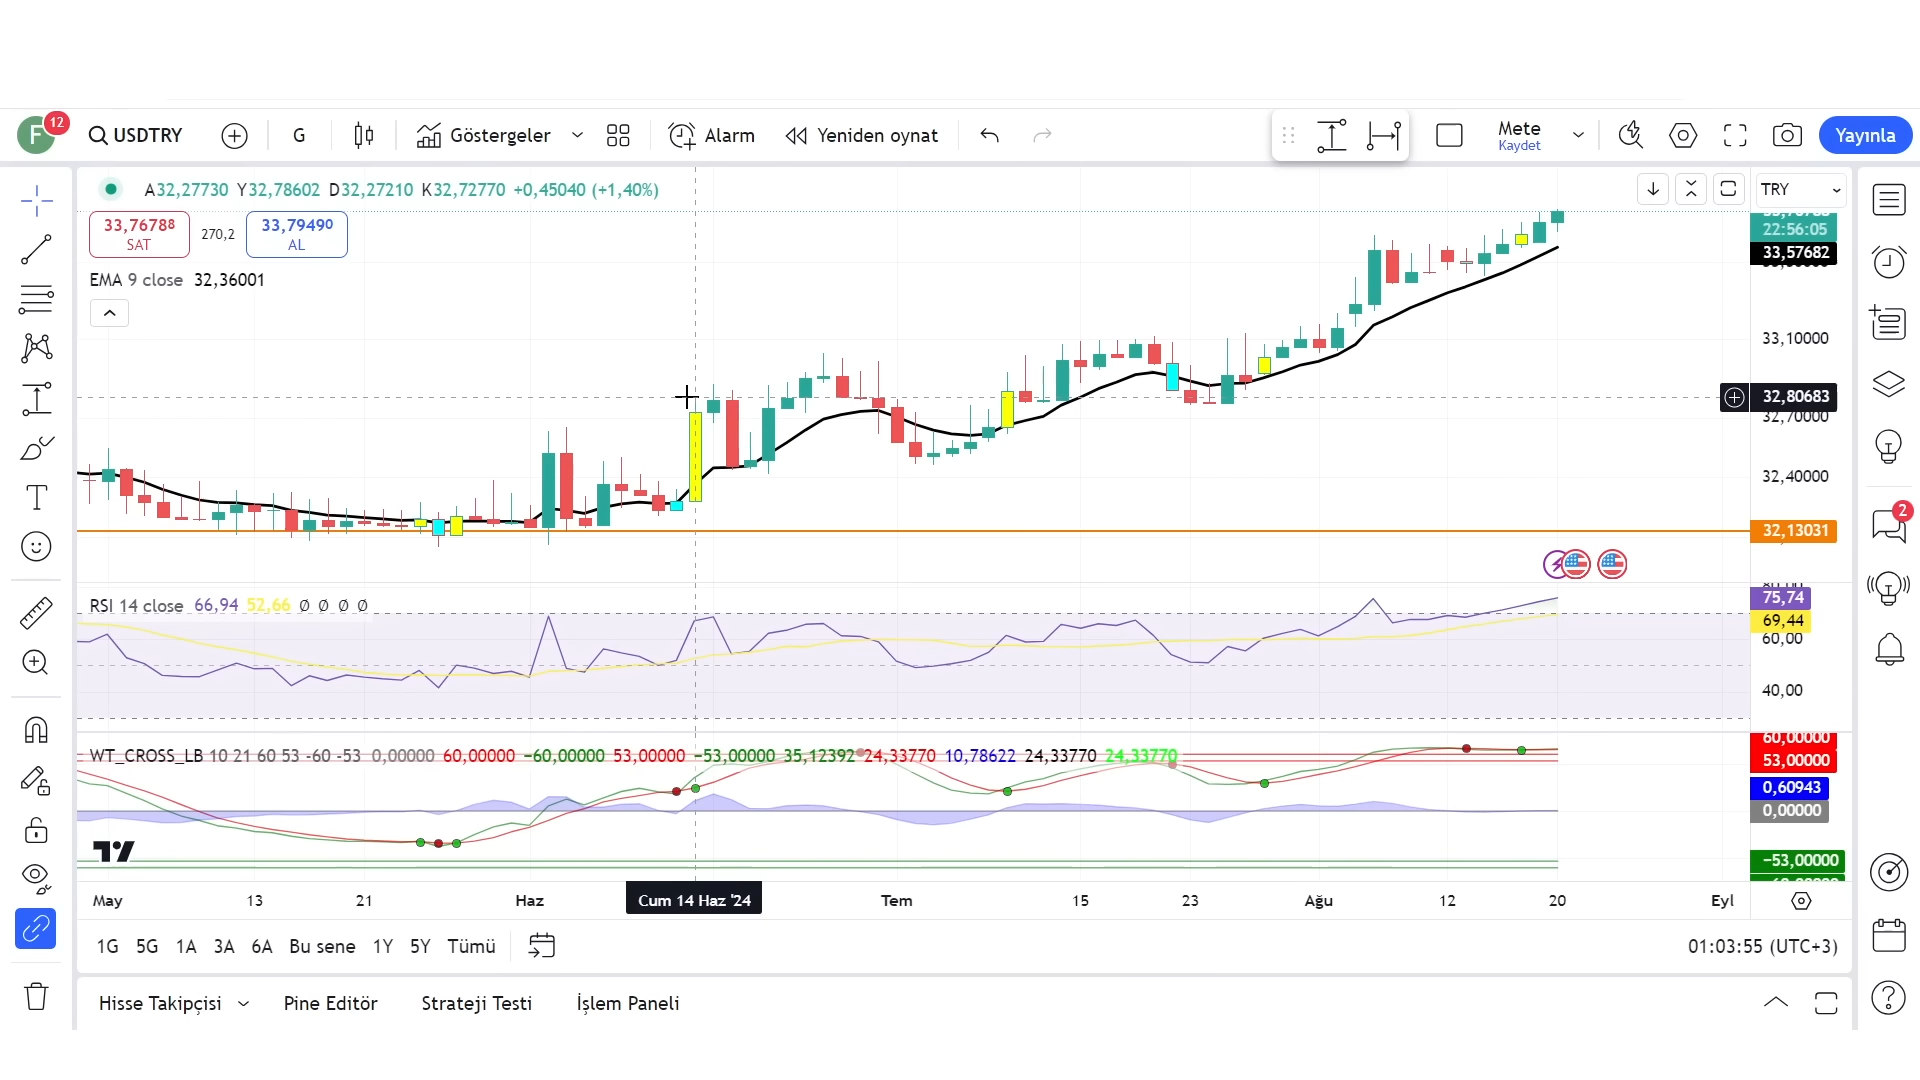 F 12 USDTRY G Göstergeler Alarm Yeniden oynat Mete Yayınla
Kaydet
A32,27730 Y32,78602 D32,27210 K32,72770 +0,45040 (+1,40%)
TRY
33,76788 270,2 33,79490
SAT AL
22:56:05
33,57682
EMA 9 close 32,36001
33,10000
32,80683
32,70000
32,40000
32,13031
RSI 14 close 66,94 52,66 Ø Ø Ø Ø
75,74
69,44
60,00
40,00
WT_CROSS_LB 10 21 60 53 -60 -53 0,00000 60,00000 −60,00000 53,00000 −53,00000 35,12392 24,33770 10,78622 24,33770 24,33770
60,00000
53,00000
0,60943
0,00000
−53,00000
May 13 21 Haz Cum 14 Haz '24 Tem 15 23 Ağu 12 20 Eyl
1G 5G 1A 3A 6A Bu sene 1Y 5Y Tümü 01:03:55 (UTC+3)
Hisse Takipçisi Pine Editör Strateji Testi İşlem Paneli
2